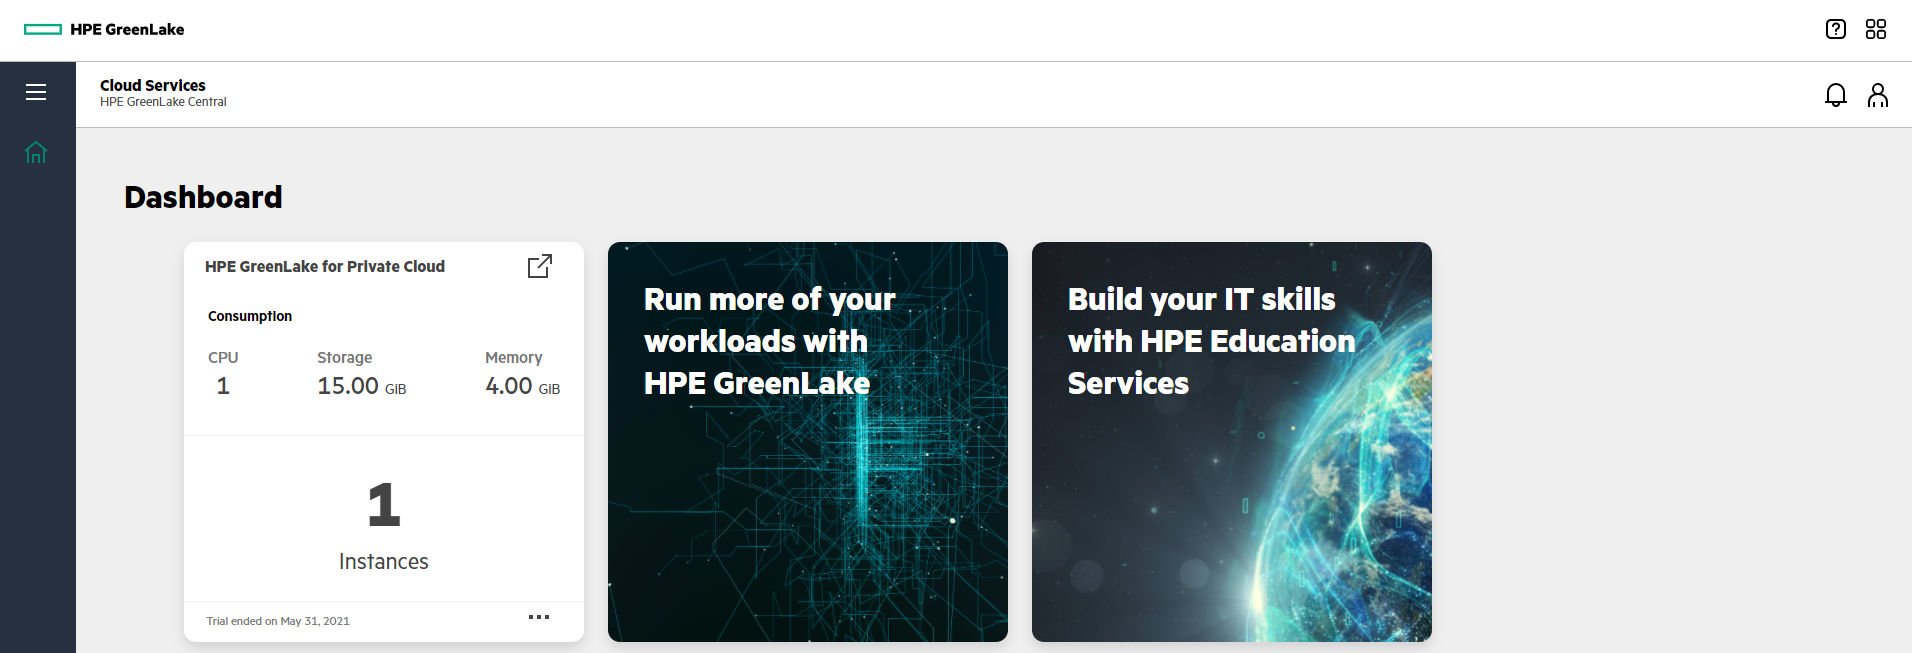 HPE GreenLake
Cloud Services
HPE GreenLake Central
Dashboard
HPE GreenLake for Private Cloud
Consumption
CPU Storage Memory
1 15.00 GiB 4.00 GiB
1
Instances
Trial ended on May 31, 2021
Run more of your
workloads with
HPE GreenLake
Build your IT skills
with HPE Education
Services